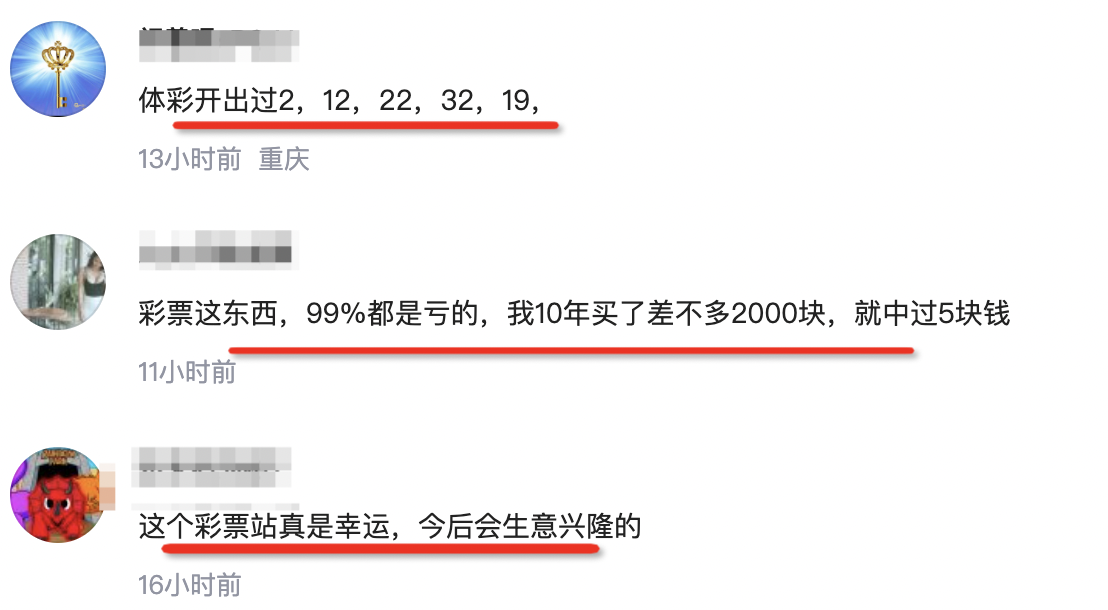 体彩开出过2，12，22，32，19，
13小时前 重庆
彩票这东西，99%都是亏的，我10年买了差不多2000块，就中过5块钱
11小时前
这个彩票站真是幸运，今后会生意兴隆的
16小时前